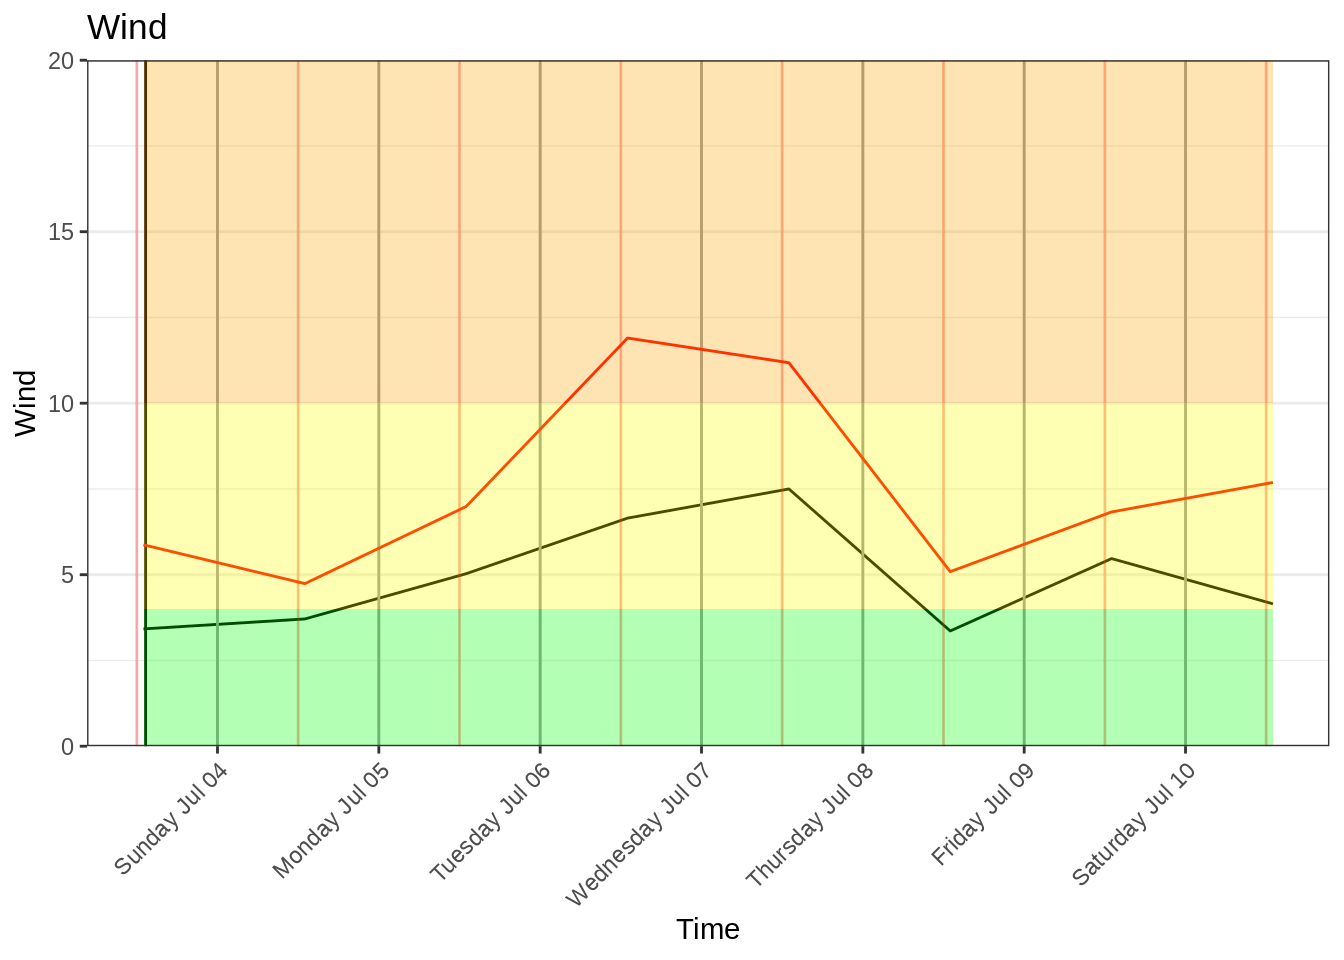 Wind
20
15
10
5
0
Wind
Sunday Jul 04
Monday Jul 05
Tuesday Jul 06
Wednesday Jul 07
Thursday Jul 08
Friday Jul 09
Saturday Jul 10
Time